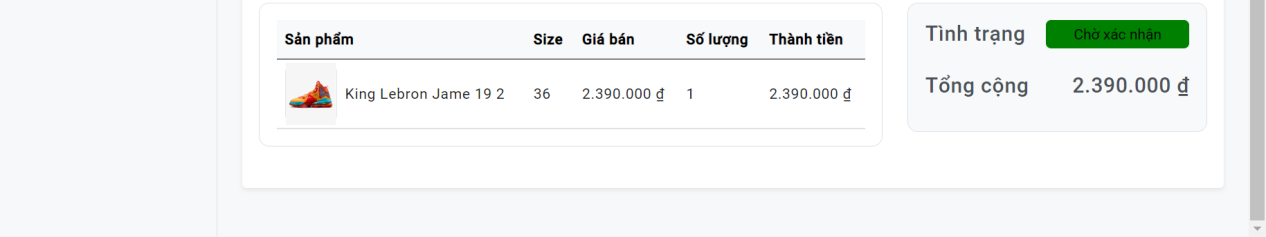 Sản phẩm Size Giá bán Số lượng Thành tiền
King Lebron Jame 19 2 36 2.390.000 ₫ 1 2.390.000 ₫
Tình trạng Chờ xác nhận
Tổng cộng 2.390.000 ₫